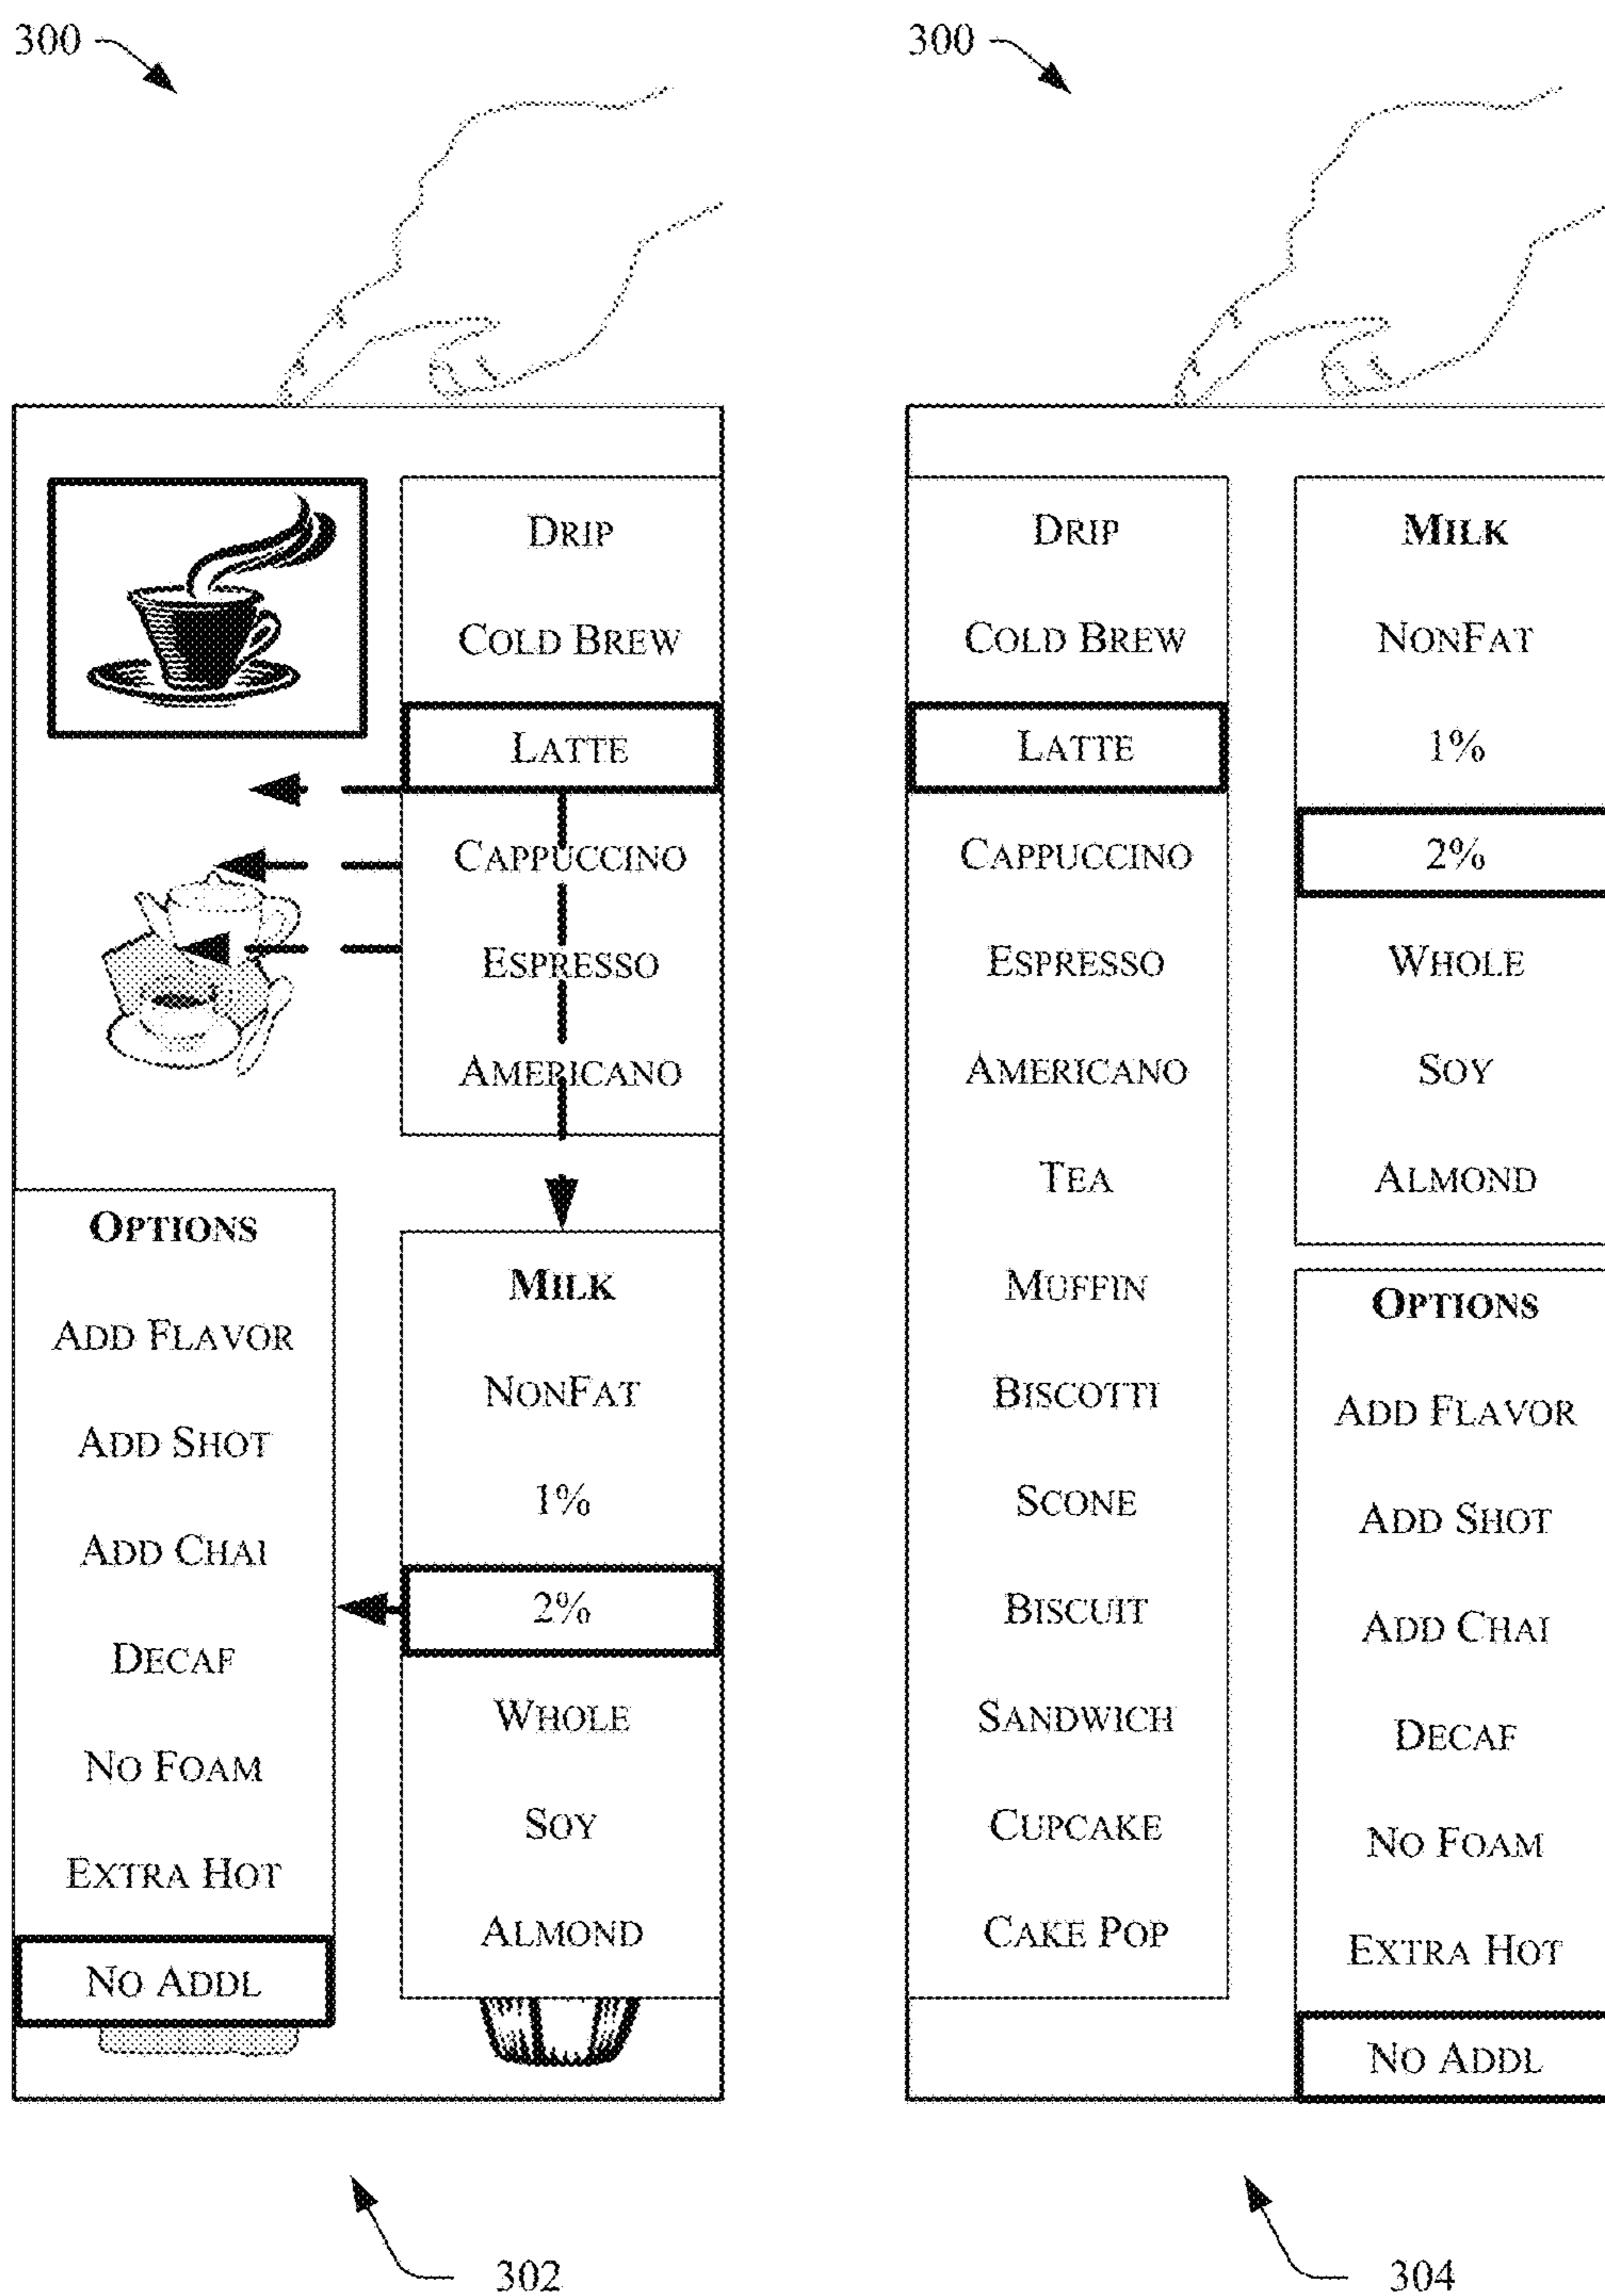 300
DRIP
COLD BREW
LATTE
CAPPUCCINO
ESPRESSO
AMERICANO
OPTIONS
ADD FLAVOR
ADD SHOT
ADD CHAI
DECAF
NO FOAM
EXTRA HOT
NO ADDL
MILK
NONFAT
1%
2%
WHOLE
SOY
ALMOND
302
300
DRIP
COLD BREW
LATTE
CAPPUCCINO
ESPRESSO
AMERICANO
TEA
MUFFIN
BISCOTTI
SCONE
BISCUIT
SANDWICH
CUPCAKE
CAKE POP
MILK
NONFAT
1%
2%
WHOLE
SOY
ALMOND
OPTIONS
ADD FLAVOR
ADD SHOT
ADD CHAI
DECAF
NO FOAM
EXTRA HOT
NO ADDL
304